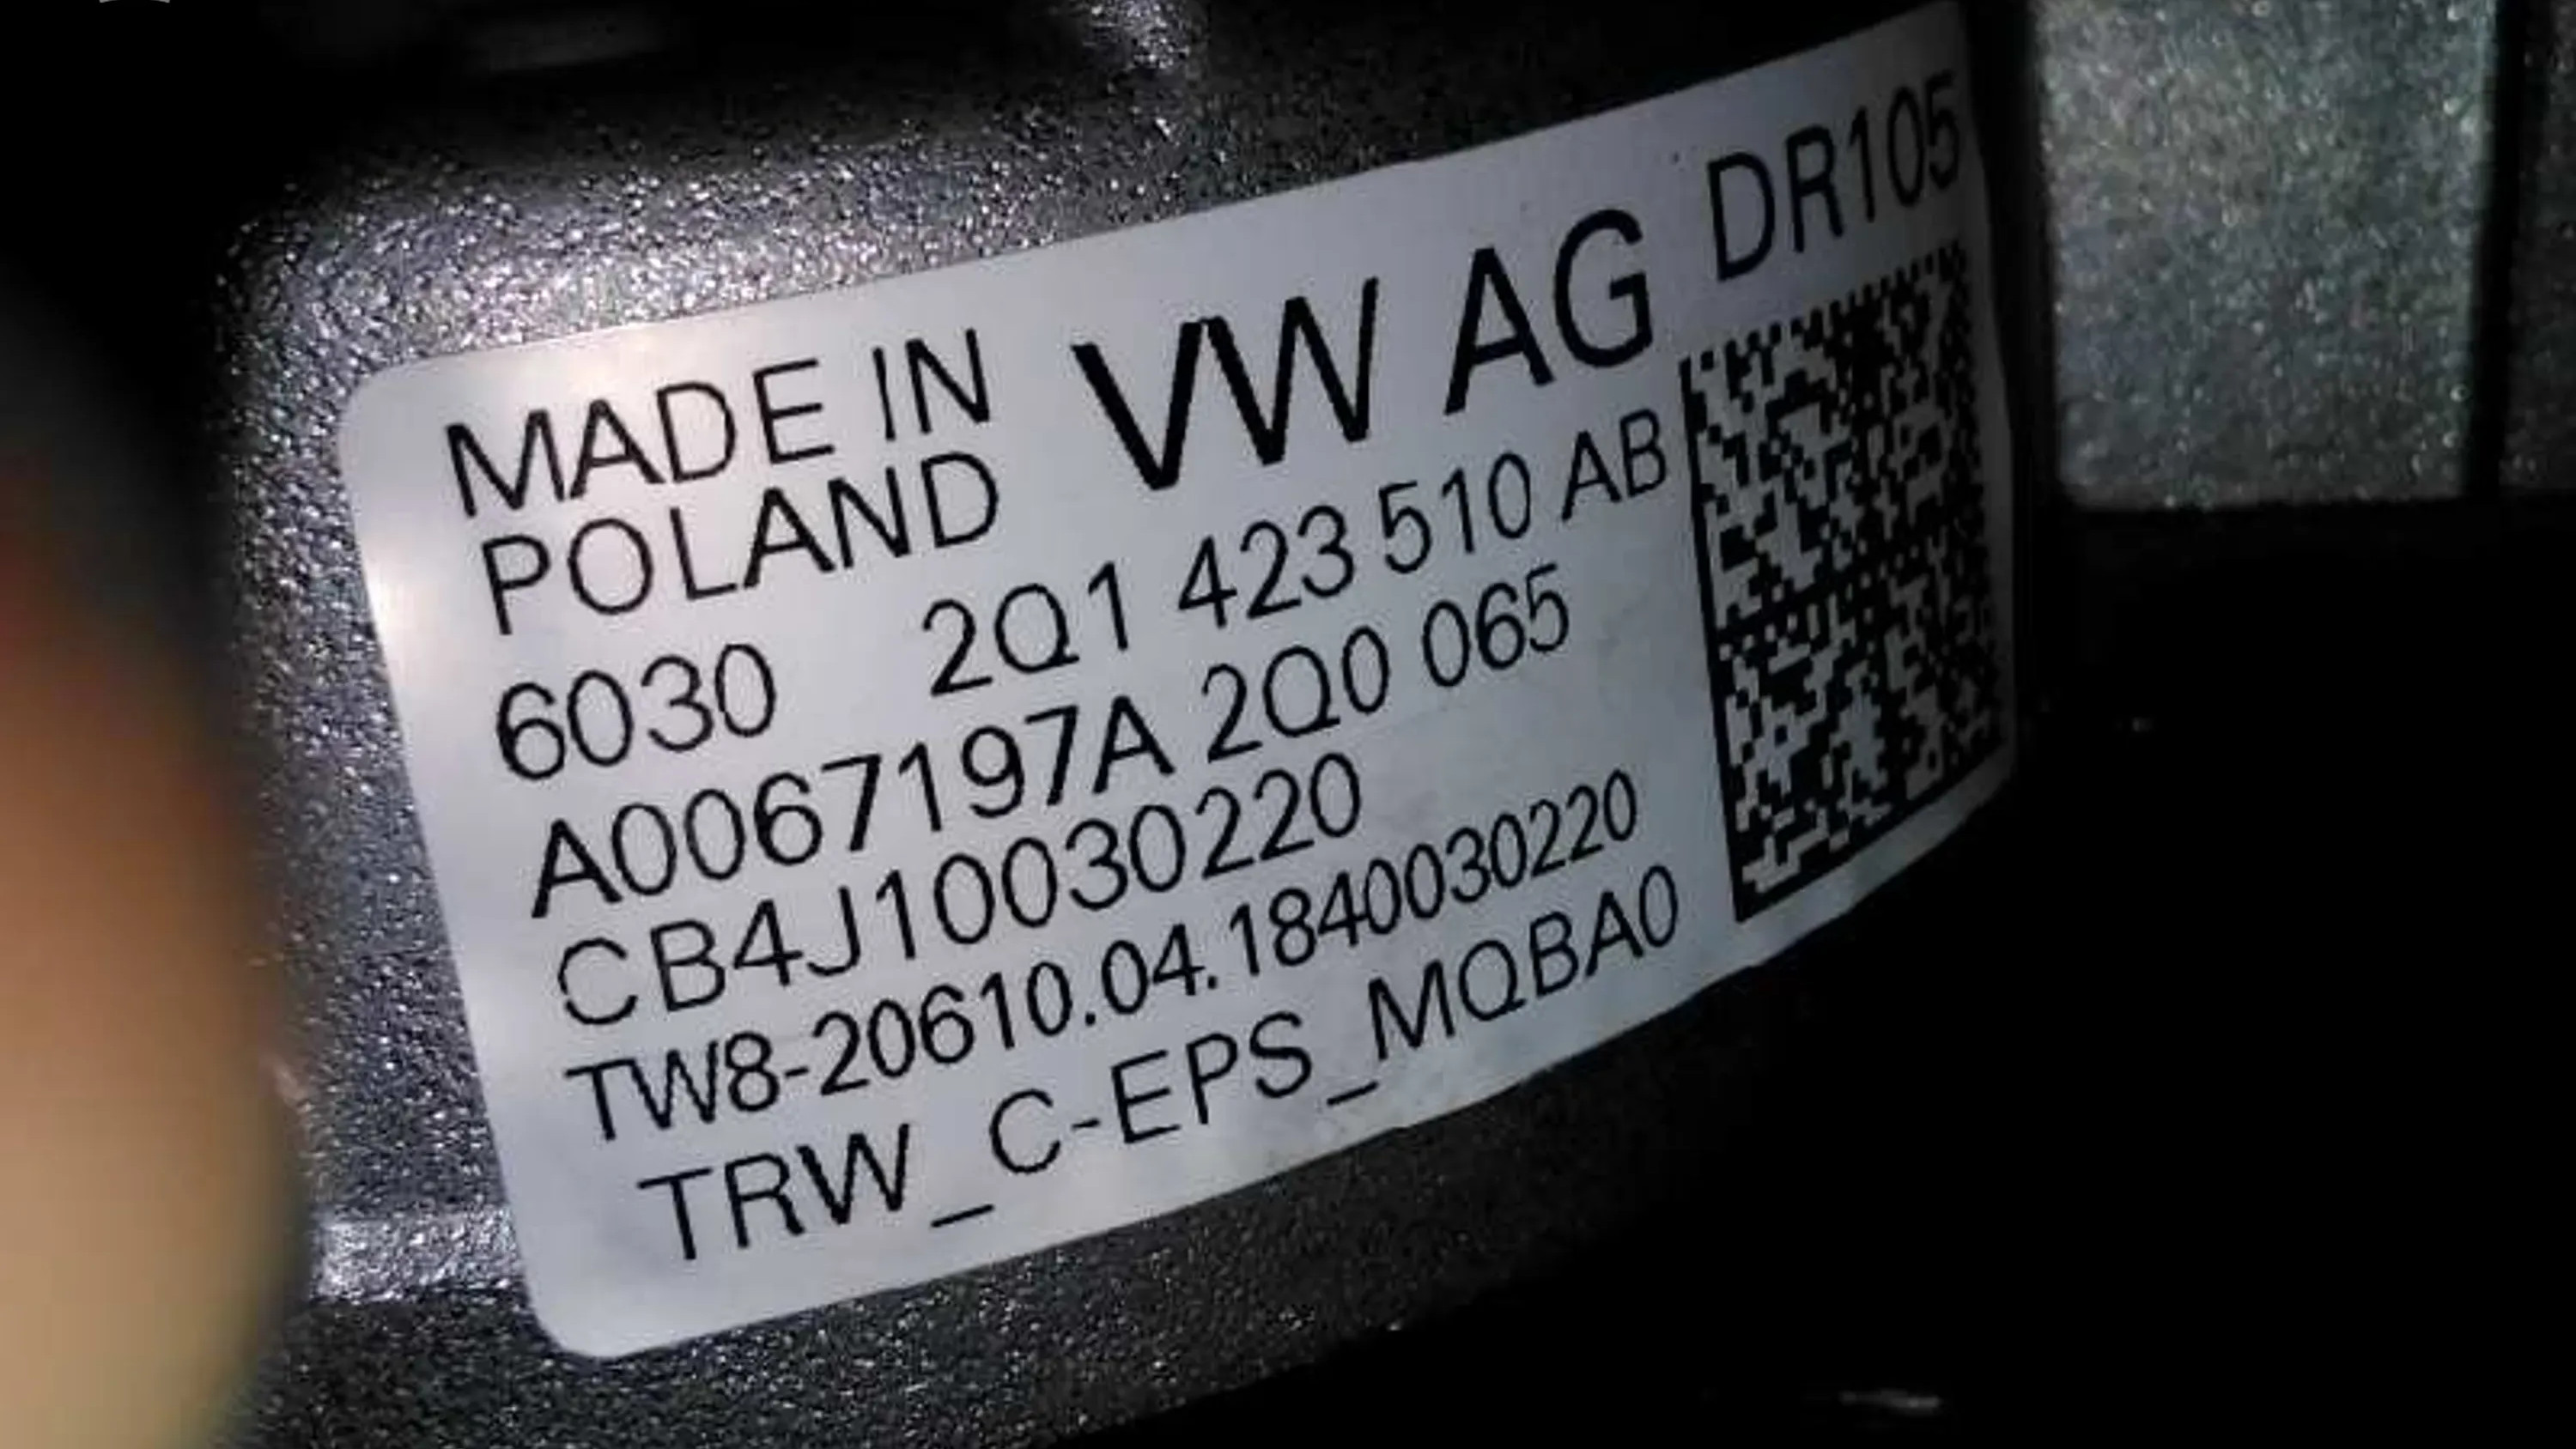 MADE IN VW AG DR105
POLAND
6030 2Q1 423 510 AB
A0067197A 2Q0 065
CB4J10030220
TW8-20610.04.1840030220
TRW_C-EPS_MQBA0